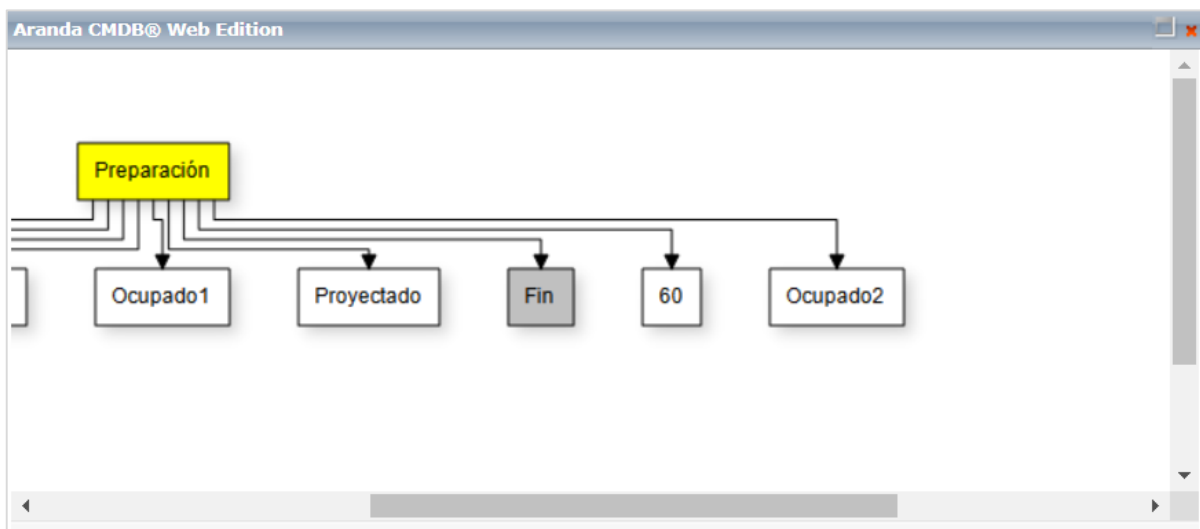 Aranda CMDB® Web Edition
Preparación
Ocupado1
Proyectado
Fin
60
Ocupado2